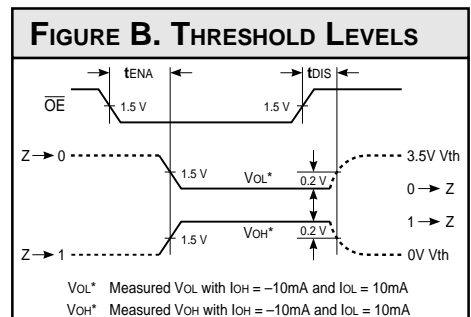 FIGURE B. THRESHOLD LEVELS
tENA tDIS
OE 1.5 V 1.5 V
Z 0 3.5V Vth
1.5 V VOL* 0.2 V
0 Z
1 Z
VOH* 0.2 V
1.5 V
Z 1 0V Vth
VOL* Measured VOL with IOH = –10mA and IOL = 10mA
VOH* Measured VOH with IOH = –10mA and IOL = 10mA